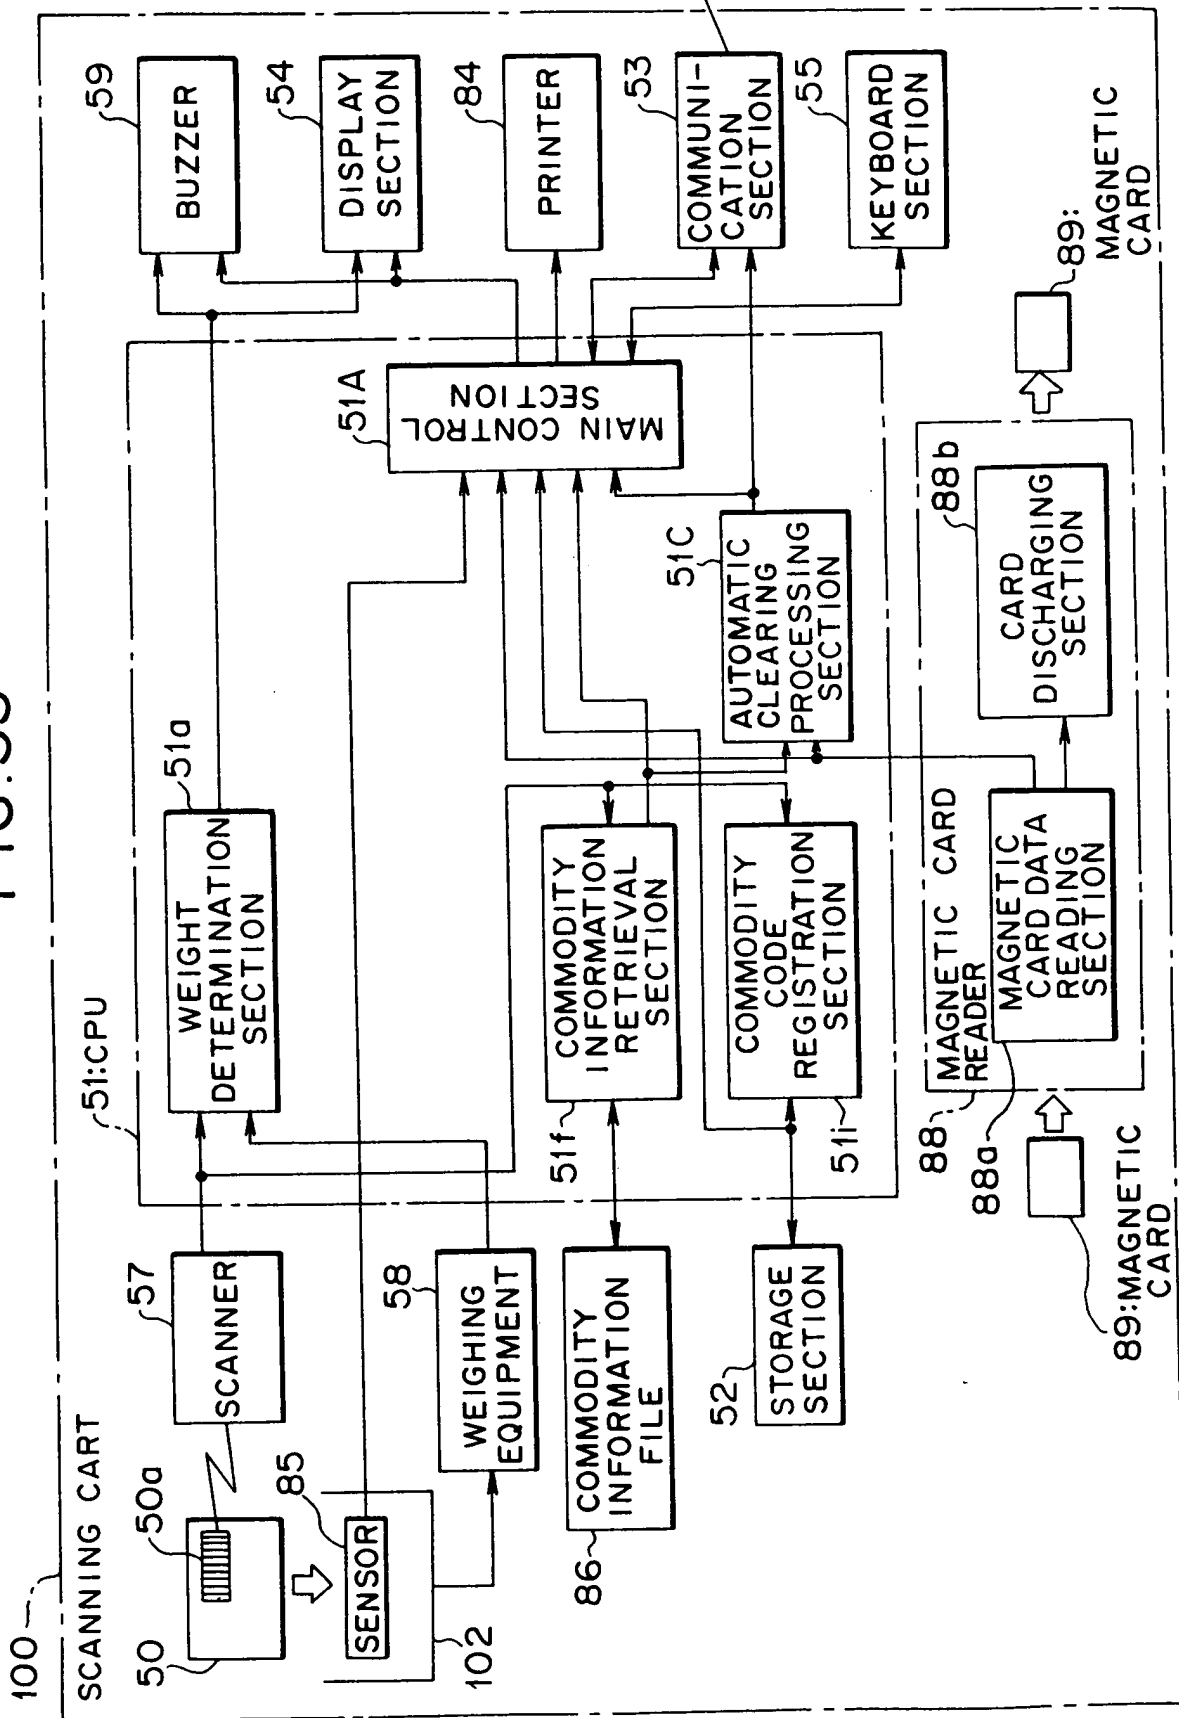 100
SCANNING CART
50
50a
57
SCANNER
85
SENSOR
102
58
WEIGHING
EQUIPMENT
86
COMMODITY
INFORMATION
FILE
52
STORAGE
SECTION
89:MAGNETIC
CARD
51:CPU
51a
WEIGHT
DETERMINATION
SECTION
51f
COMMODITY
INFORMATION
RETRIEVAL
SECTION
51i
COMMODITY
CODE
REGISTRATION
SECTION
51C
AUTOMATIC
CLEARING
PROCESSING
SECTION
51A
MAIN CONTROL
SECTION
88
MAGNETIC CARD
READER
88a
MAGNETIC
CARD DATA
READING
SECTION
88b
CARD
DISCHARGING
SECTION
59
BUZZER
54
DISPLAY
SECTION
84
PRINTER
53
COMMUNI-
CATION
SECTION
55
KEYBOARD
SECTION
89:
MAGNETIC
CARD